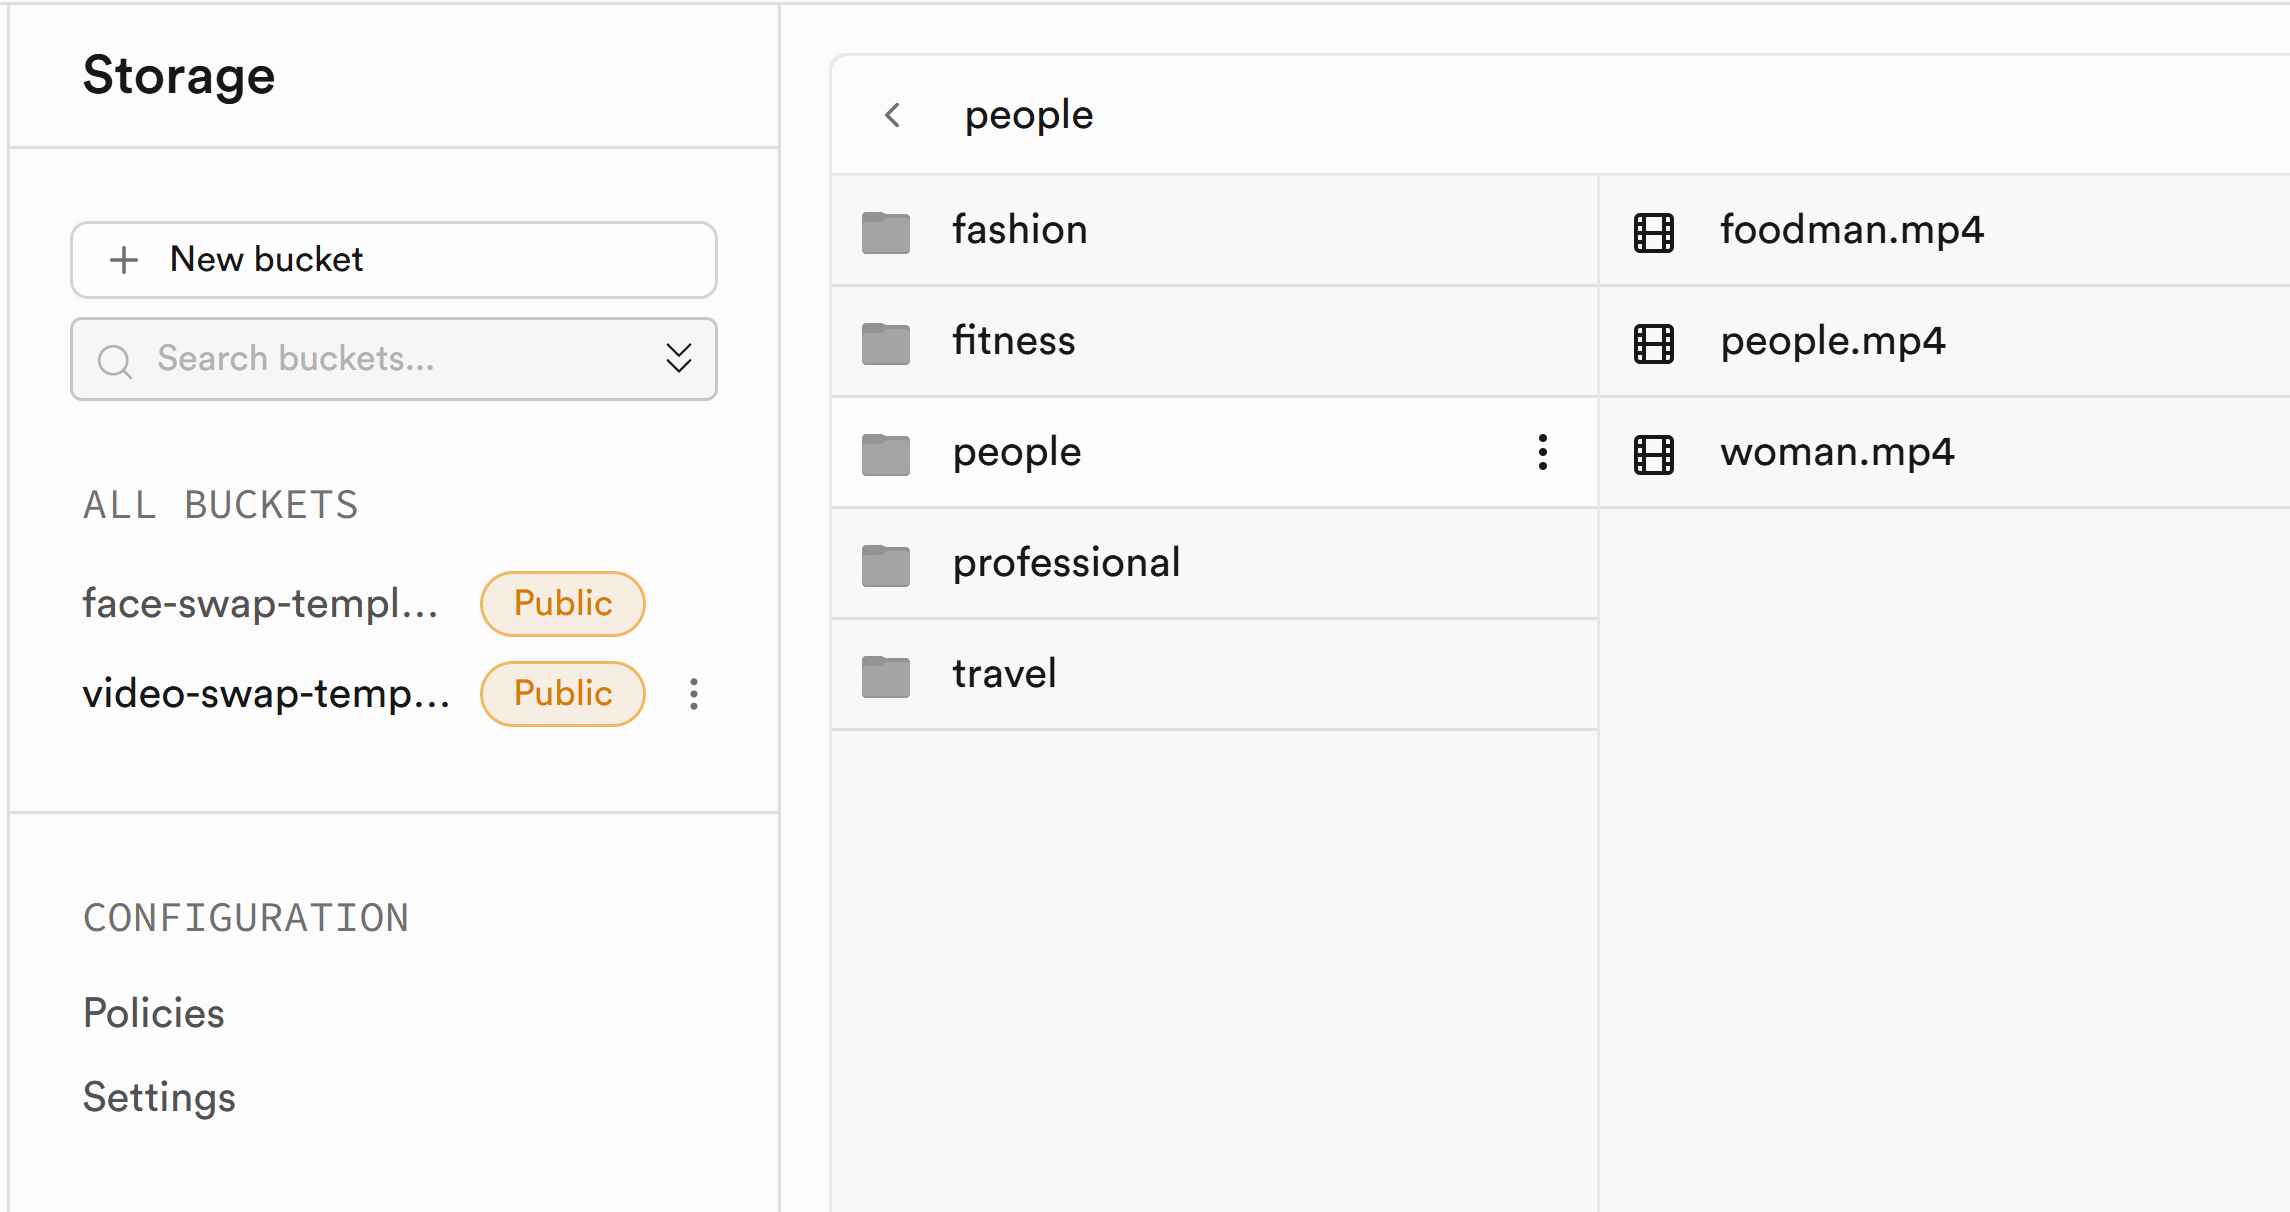 Storage
New bucket
Search buckets...
ALL BUCKETS
face-swap-templ... Public
video-swap-temp... Public
CONFIGURATION
Policies
Settings
people
fashion
fitness
people
professional
travel
foodman.mp4
people.mp4
woman.mp4